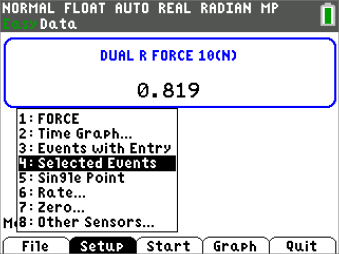 NORMAL FLOAT AUTO REAL RADIAN MP
EasyData
DUAL R FORCE 10(N)
0.819
1: FORCE
2: Time Graph...
3: Events with Entry
4: Selected Events
5: Single Point
6: Rate...
7: Zero...
8: Other Sensors...
File Setup Start Graph Quit